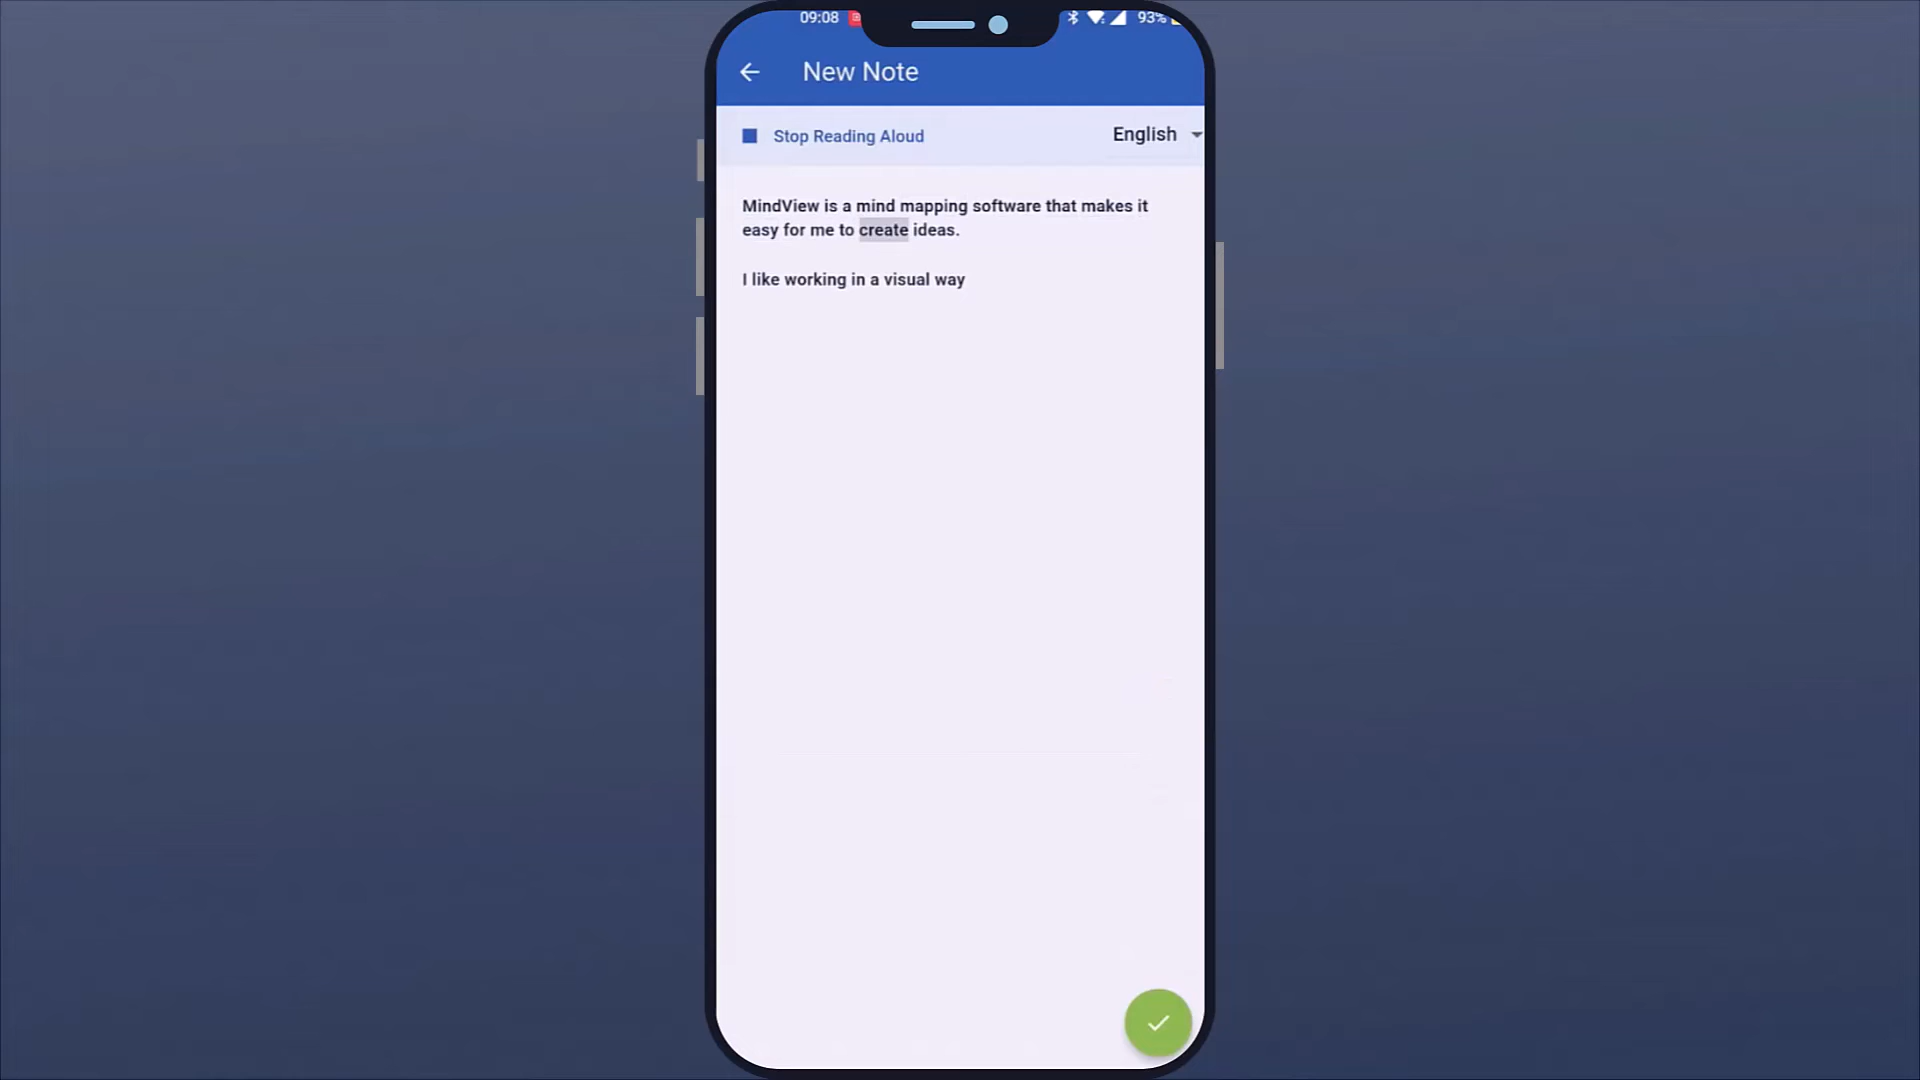 09:08
93%
New Note
Stop Reading Aloud
English
MindView is a mind mapping software that makes it
easy for me to create ideas.
I like working in a visual way